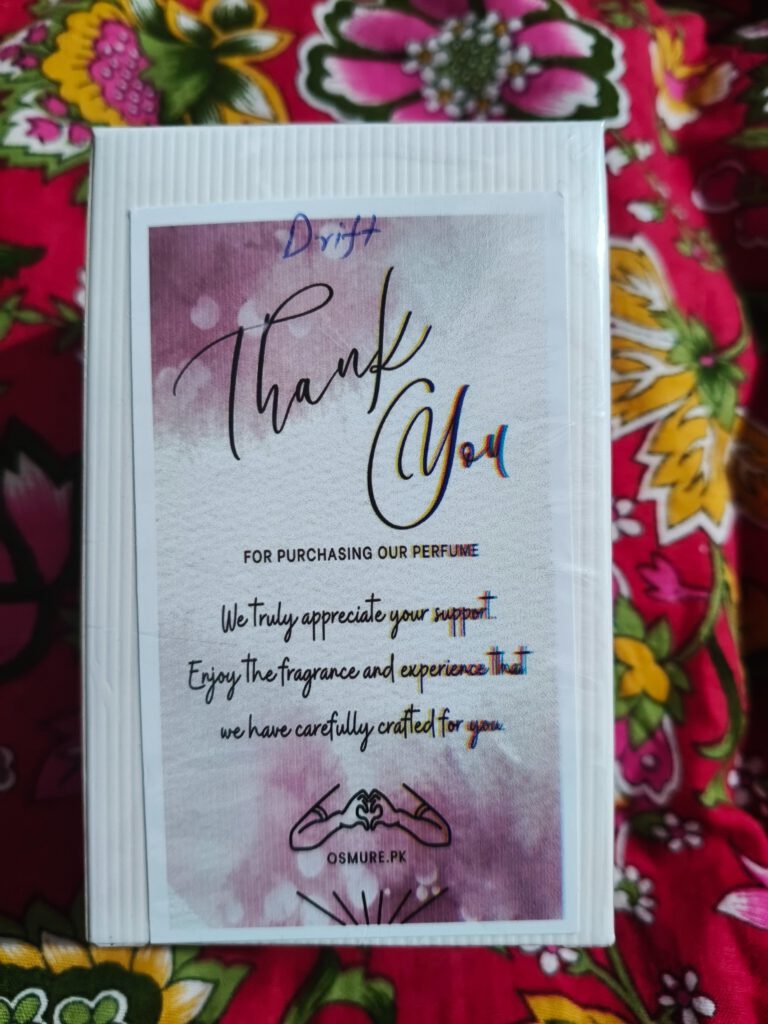 Drift
Thank
You
FOR PURCHASING OUR PERFUME
We truly appreciate your support.
Enjoy the fragrance and experience that
we have carefully crafted for you.
OSMURE.PK